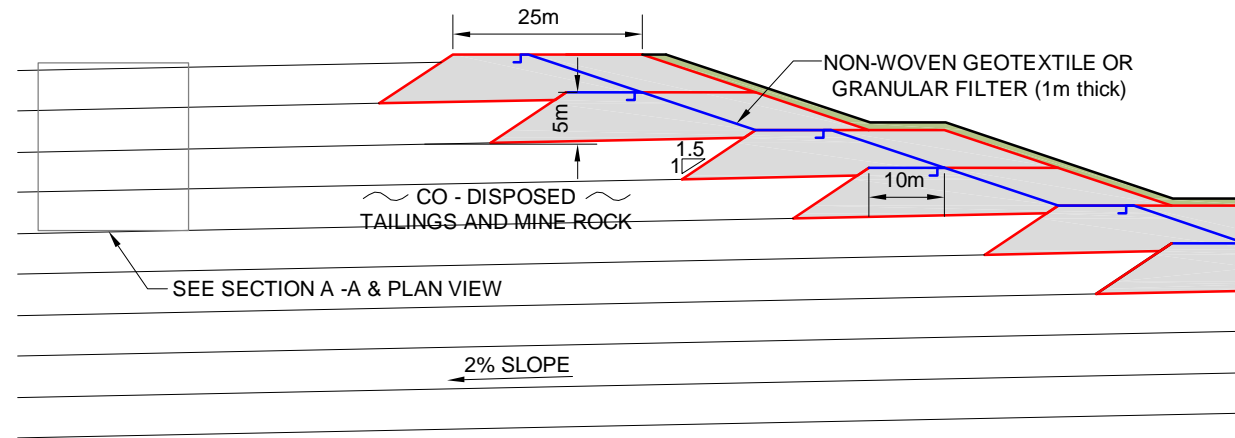 25m
NON-WOVEN GEOTEXTILE OR
GRANULAR FILTER (1m thick)
5m
1.5
1
10m
CO - DISPOSED
TAILINGS AND MINE ROCK
SEE SECTION A -A & PLAN VIEW
2% SLOPE